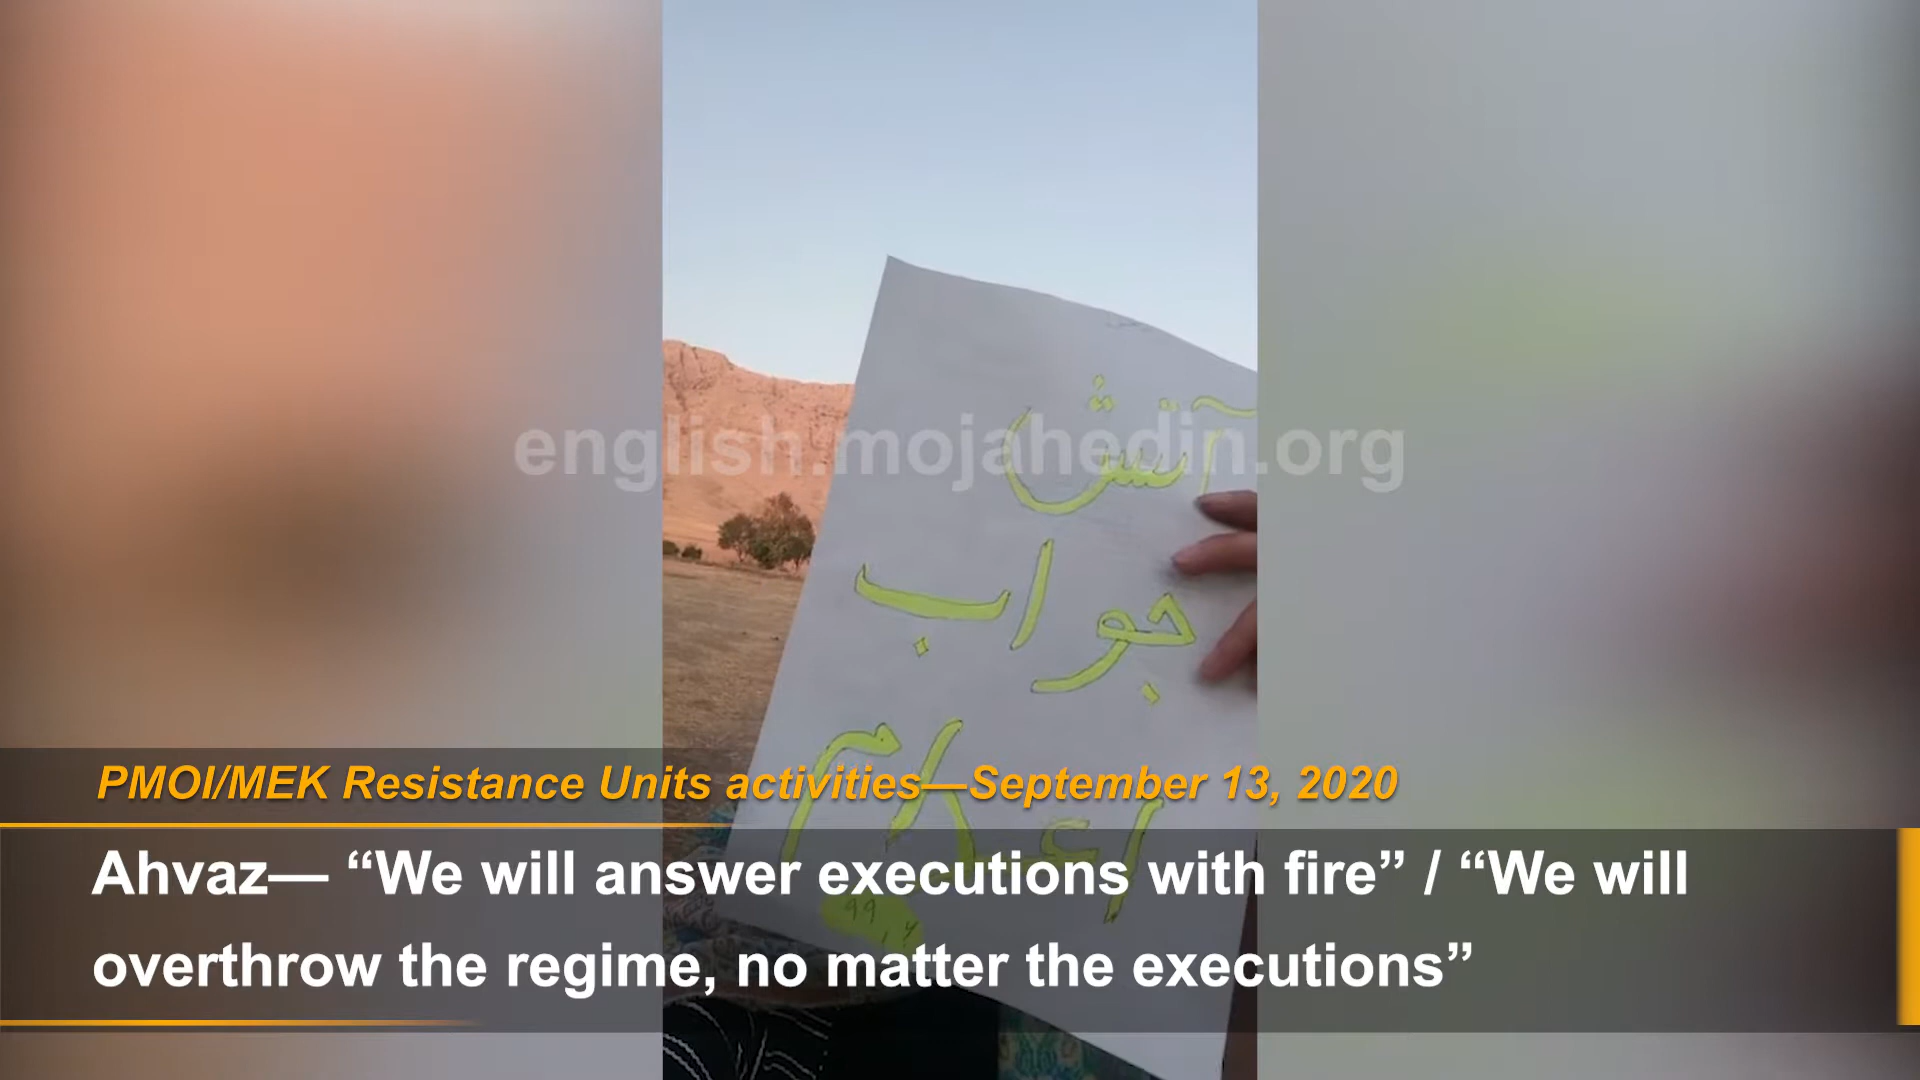 english.mojahedin.org
آتش
جواب
اعدام
99
PMOI/MEK Resistance Units activities—September 13, 2020
Ahvaz— “We will answer executions with fire” / “We will
overthrow the regime, no matter the executions”